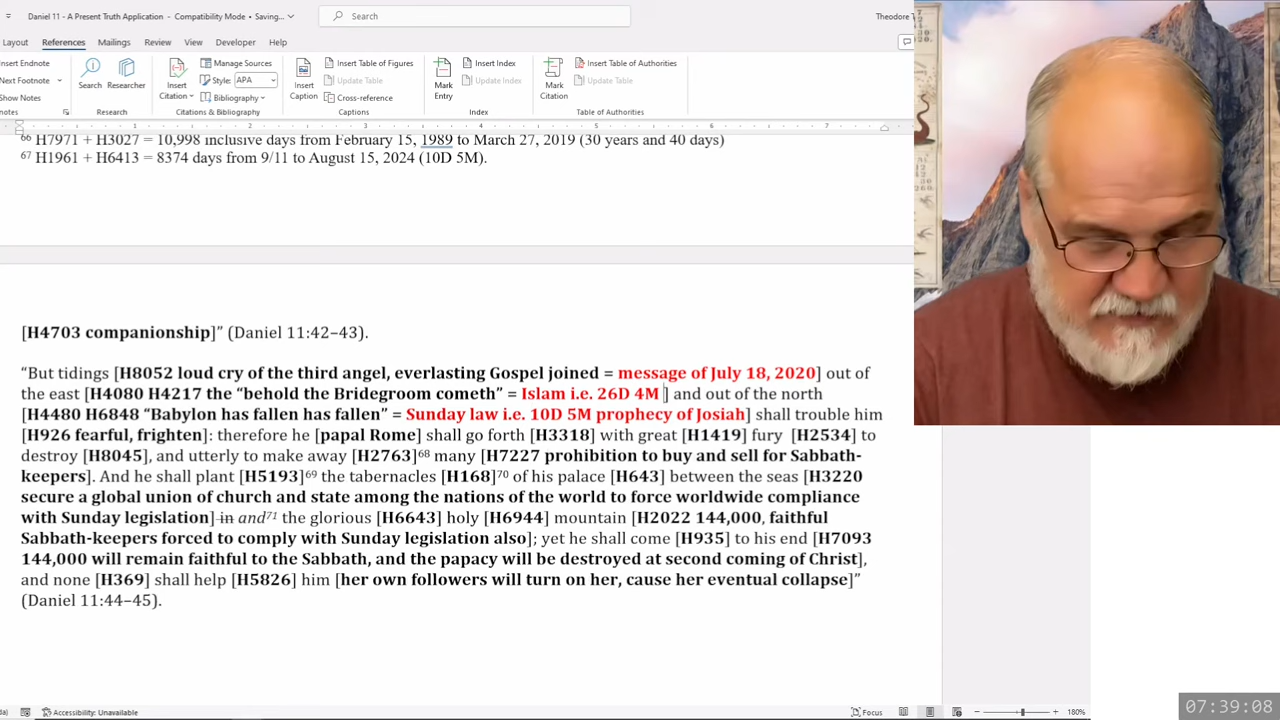 Daniel 11 - A Present Truth Application - Compatibility Mode • Saving...
Search
Theodore T
Layout References Mailings Review View Developer Help
Insert Endnote
Next Footnote
Show Notes
notes
Search
Researcher
Research
Insert Citation
Manage Sources
Style: APA
Bibliography
Citations & Bibliography
Insert Caption
Insert Table of Figures
Update Table
Cross-reference
Captions
Mark Entry
Insert Index
Update Index
Index
Mark Citation
Insert Table of Authorities
Update Table
Table of Authorities
1 2 3 4 5 6 7
66 H7971 + H3027 = 10,998 inclusive days from February 15, 1989 to March 27, 2019 (30 years and 40 days)
67 H1961 + H6413 = 8374 days from 9/11 to August 15, 2024 (10D 5M).
[H4703 companionship]” (Daniel 11:42–43).
“But tidings [H8052 loud cry of the third angel, everlasting Gospel joined = message of July 18, 2020] out of
the east [H4080 H4217 the “behold the Bridegroom cometh” = Islam i.e. 26D 4M ] and out of the north
[H4480 H6848 “Babylon has fallen has fallen” = Sunday law i.e. 10D 5M prophecy of Josiah] shall trouble him
[H926 fearful, frighten]: therefore he [papal Rome] shall go forth [H3318] with great [H1419] fury [H2534] to
destroy [H8045], and utterly to make away [H2763]68 many [H7227 prohibition to buy and sell for Sabbath-
keepers]. And he shall plant [H5193]69 the tabernacles [H168]70 of his palace [H643] between the seas [H3220
secure a global union of church and state among the nations of the world to force worldwide compliance
with Sunday legislation] in and71 the glorious [H6643] holy [H6944] mountain [H2022 144,000, faithful
Sabbath-keepers forced to comply with Sunday legislation also]; yet he shall come [H935] to his end [H7093
144,000 will remain faithful to the Sabbath, and the papacy will be destroyed at second coming of Christ],
and none [H369] shall help [H5826] him [her own followers will turn on her, cause her eventual collapse]”
(Daniel 11:44–45).
Accessibility: Unavailable
Focus
180%
07:39:08